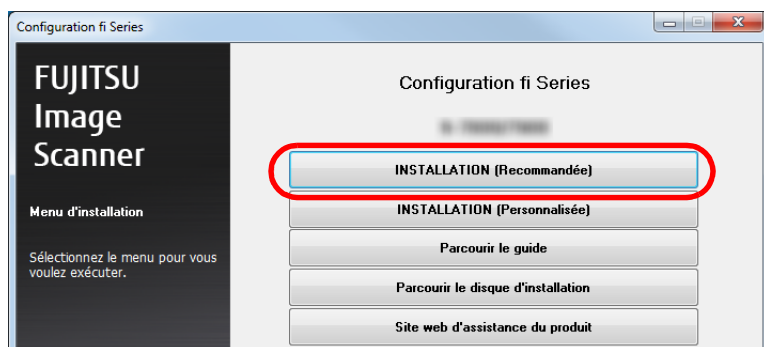 Configuration fi Series
FUJITSU
Image
Scanner
Menu d'installation
Sélectionnez le menu pour vous
voulez exécuter.
Configuration fi Series
INSTALLATION (Recommandée)
INSTALLATION (Personnalisée)
Parcourir le guide
Parcourir le disque d'installation
Site web d'assistance du produit